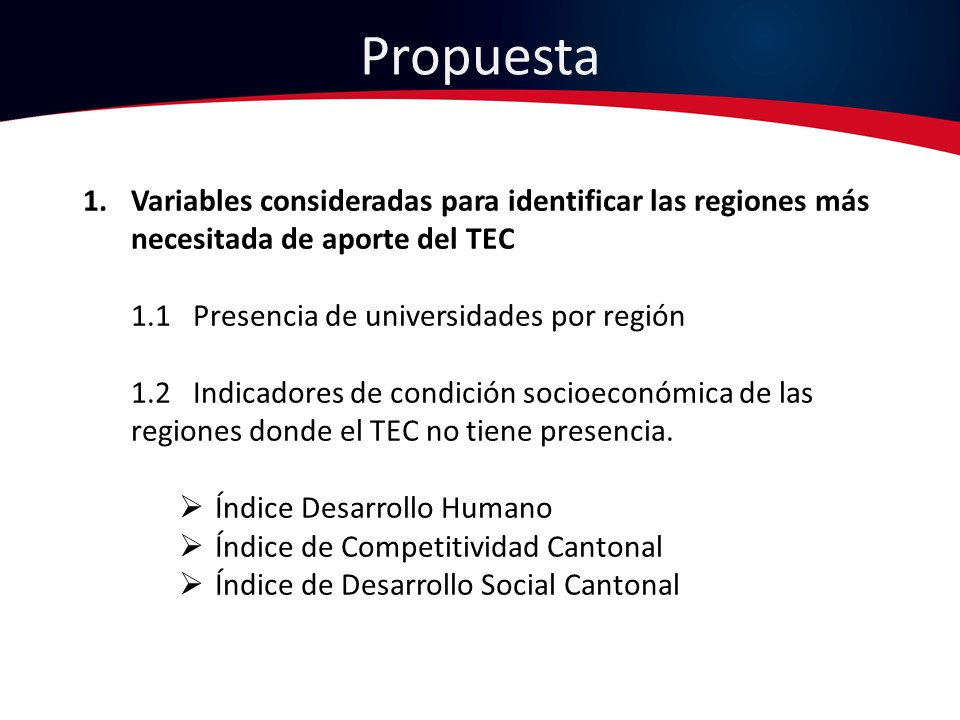 Propuesta
1. Variables consideradas para identificar las regiones más
necesitada de aporte del TEC
1.1 Presencia de universidades por región
1.2 Indicadores de condición socioeconómica de las
regiones donde el TEC no tiene presencia.
➢ Índice Desarrollo Humano
➢ Índice de Competitividad Cantonal
➢ Índice de Desarrollo Social Cantonal